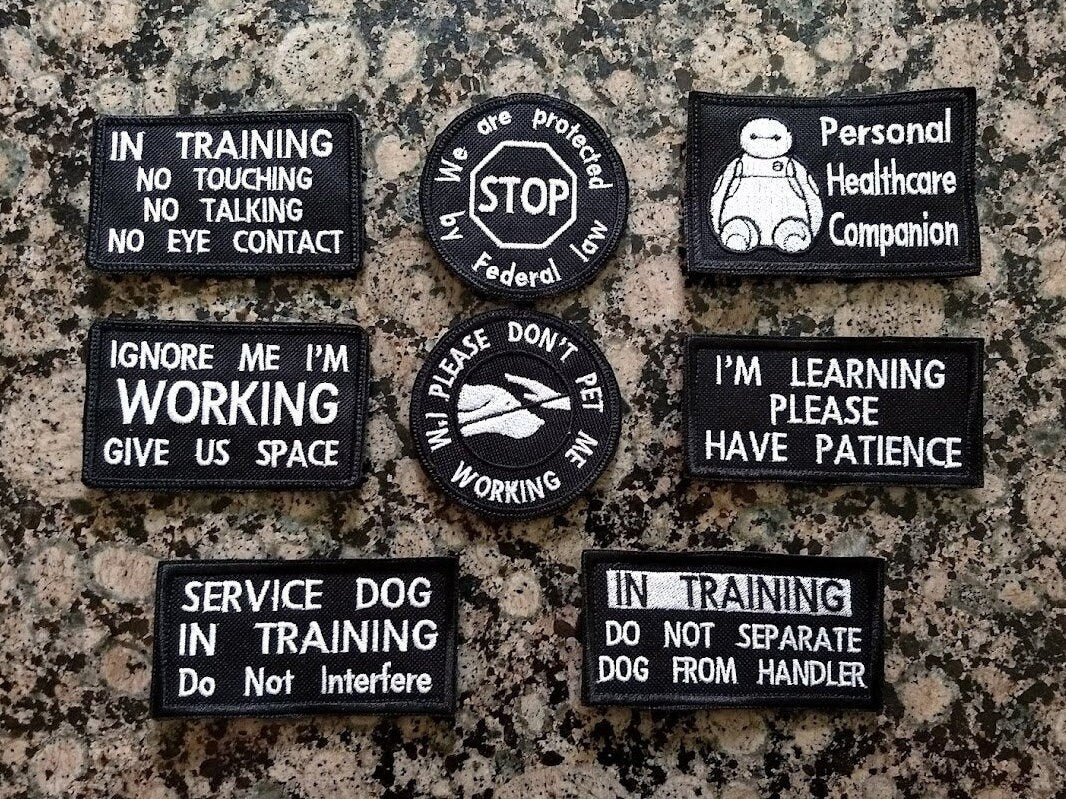 IN TRAINING
NO TOUCHING
NO TALKING
NO EYE CONTACT
We are protected by Federal law
STOP
Personal
Healthcare
Companion
IGNORE ME I'M
WORKING
GIVE US SPACE
PLEASE DON'T PET ME
WORKING I'M
I'M LEARNING
PLEASE
HAVE PATIENCE
SERVICE DOG
IN TRAINING
Do Not Interfere
IN TRAINING
DO NOT SEPARATE
DOG FROM HANDLER